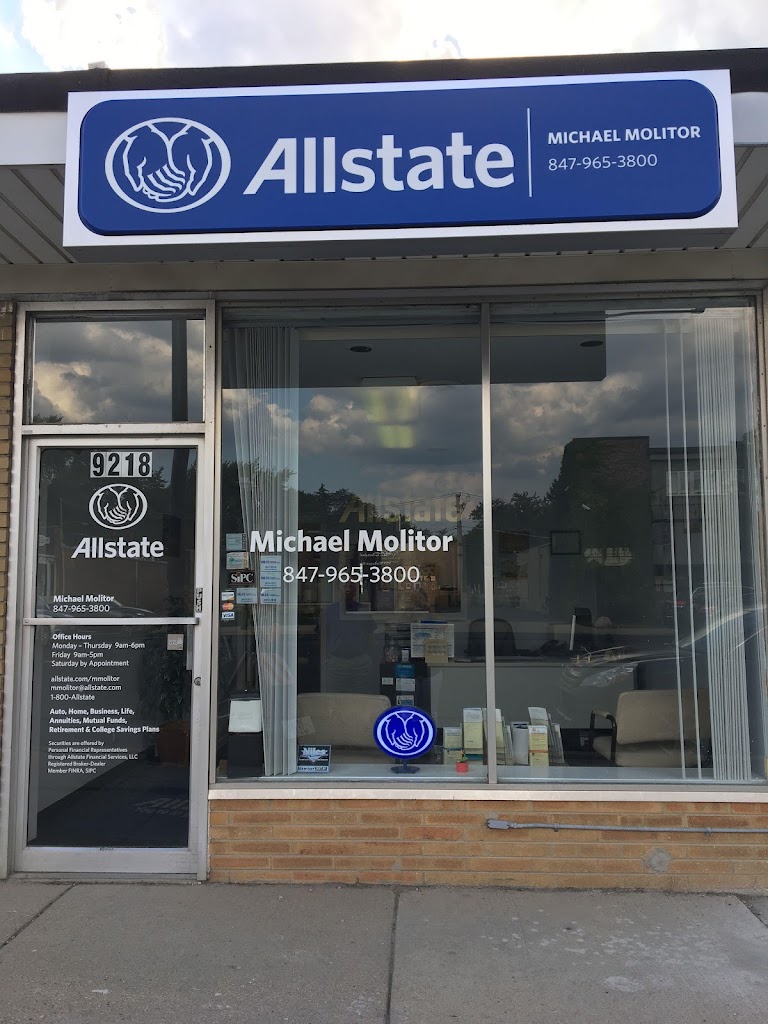 Allstate
MICHAEL MOLITOR
847-965-3800
9218
Allstate
Michael Molitor
847-965-3800
Office Hours
Monday – Thursday 9am-6pm
Friday 9am-5pm
Saturday by Appointment
allstate.com/mmolitor
mmolitor@allstate.com
1-800-Allstate
Auto, Home, Business, Life,
Annuities, Mutual Funds,
Retirement & College Savings Plans
Securities are offered by
Personal Financial Representatives
through Allstate Financial Services, LLC
Registered Broker-Dealer
Member FINRA, SIPC
Allstate
Michael Molitor
847-965-3800
SIPC
VISA
Niles